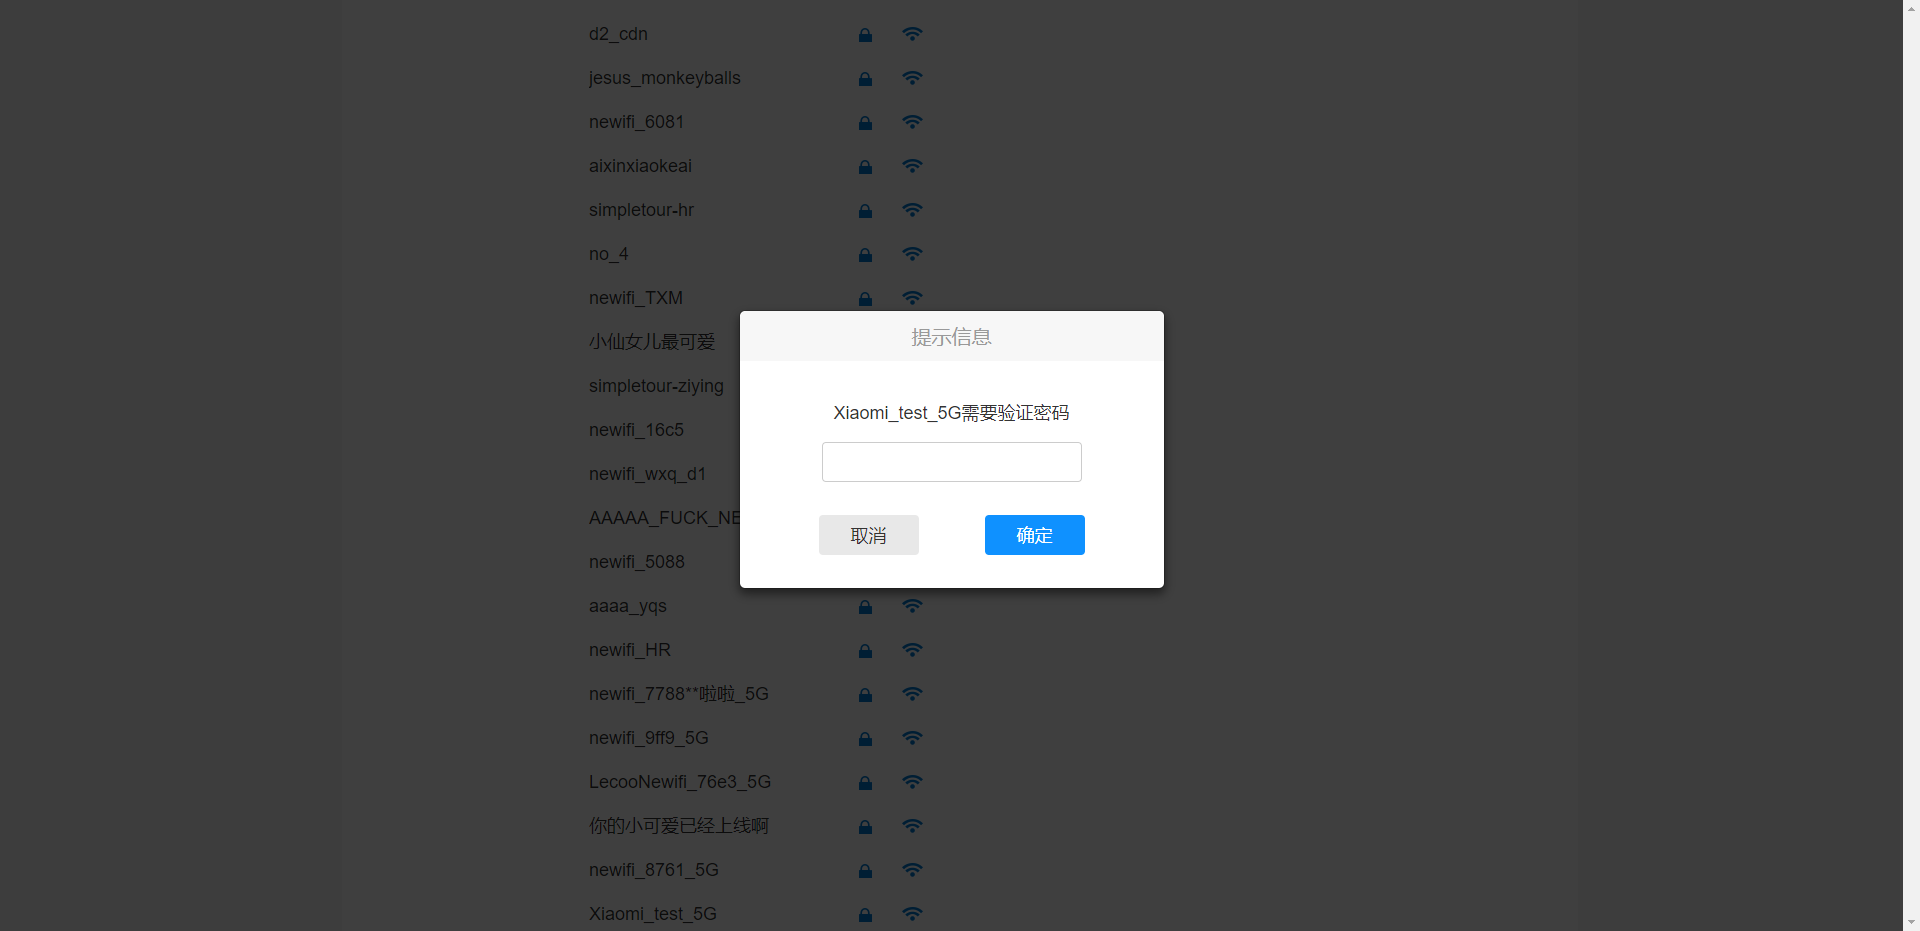 d2_cdn
jesus_monkeyballs
newifi_6081
aixinxiaokeai
simpletour-hr
no_4
newifi_TXM
小仙女儿最可爱
simpletour-ziying
newifi_16c5
newifi_wxq_d1
AAAAA_FUCK_NE
newifi_5088
aaaa_yqs
newifi_HR
newifi_7788**啦啦_5G
newifi_9ff9_5G
LecooNewifi_76e3_5G
你的小可爱已经上线啊
newifi_8761_5G
Xiaomi_test_5G
提示信息
Xiaomi_test_5G需要验证密码
取消
确定